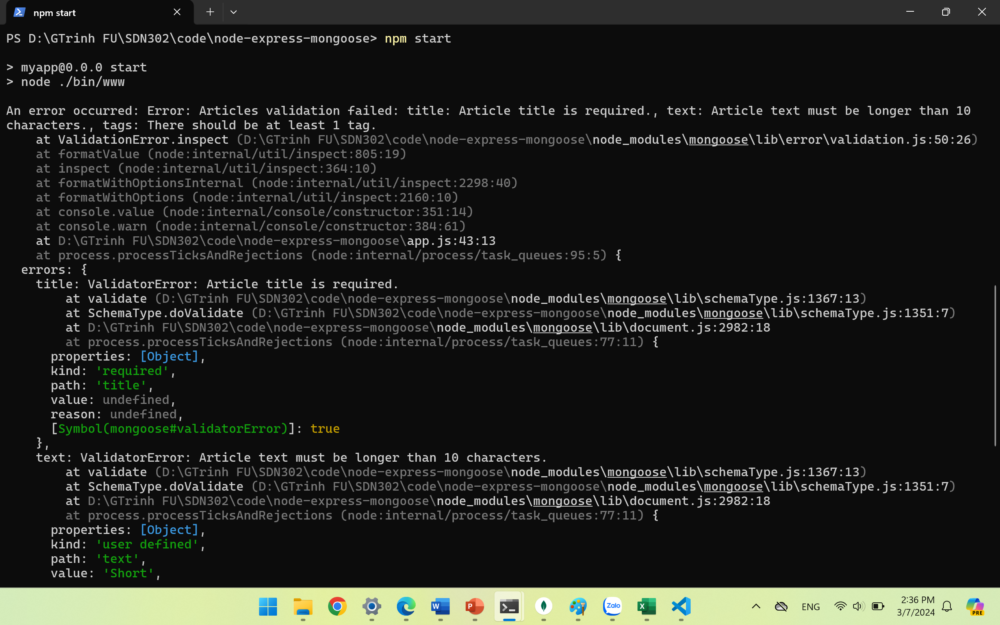 npm start
PS D:\GTrinh FU\SDN302\code\node-express-mongoose> npm start
> myapp@0.0.0 start
> node ./bin/www
An error occurred: Error: Articles validation failed: title: Article title is required., text: Article text must be longer than 10
characters., tags: There should be at least 1 tag.
    at ValidationError.inspect (D:\GTrinh FU\SDN302\code\node-express-mongoose\node_modules\mongoose\lib\error\validation.js:50:26)
    at formatValue (node:internal/util/inspect:805:19)
    at inspect (node:internal/util/inspect:364:10)
    at formatWithOptionsInternal (node:internal/util/inspect:2298:40)
    at formatWithOptions (node:internal/util/inspect:2160:10)
    at console.value (node:internal/console/constructor:351:14)
    at console.warn (node:internal/console/constructor:384:61)
    at D:\GTrinh FU\SDN302\code\node-express-mongoose\app.js:43:13
    at process.processTicksAndRejections (node:internal/process/task_queues:95:5) {
  errors: {
    title: ValidatorError: Article title is required.
        at validate (D:\GTrinh FU\SDN302\code\node-express-mongoose\node_modules\mongoose\lib\schemaType.js:1367:13)
        at SchemaType.doValidate (D:\GTrinh FU\SDN302\code\node-express-mongoose\node_modules\mongoose\lib\schemaType.js:1351:7)
        at D:\GTrinh FU\SDN302\code\node-express-mongoose\node_modules\mongoose\lib\document.js:2982:18
        at process.processTicksAndRejections (node:internal/process/task_queues:77:11) {
      properties: [Object],
      kind: 'required',
      path: 'title',
      value: undefined,
      reason: undefined,
      [Symbol(mongoose#validatorError)]: true
    },
    text: ValidatorError: Article text must be longer than 10 characters.
        at validate (D:\GTrinh FU\SDN302\code\node-express-mongoose\node_modules\mongoose\lib\schemaType.js:1367:13)
        at SchemaType.doValidate (D:\GTrinh FU\SDN302\code\node-express-mongoose\node_modules\mongoose\lib\schemaType.js:1351:7)
        at D:\GTrinh FU\SDN302\code\node-express-mongoose\node_modules\mongoose\lib\document.js:2982:18
        at process.processTicksAndRejections (node:internal/process/task_queues:77:11) {
      properties: [Object],
      kind: 'user defined',
      path: 'text',
      value: 'Short',
W
P
Zalo
X
ENG
2:36 PM
3/7/2024
PRE